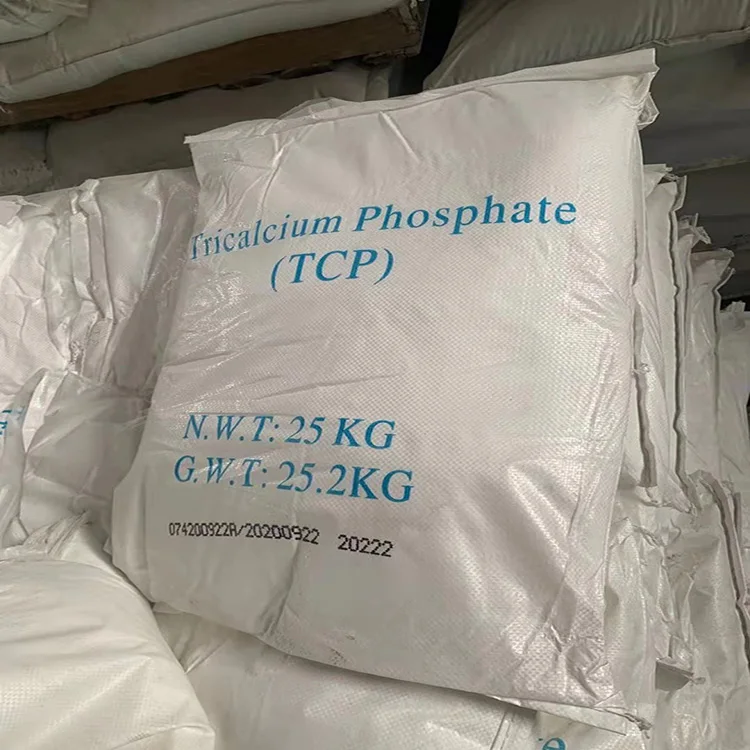 Tricalcium Phosphate
(TCP)
N.W.T: 25 KG
G.W.T: 25.2KG
074200922A/20200922 20222